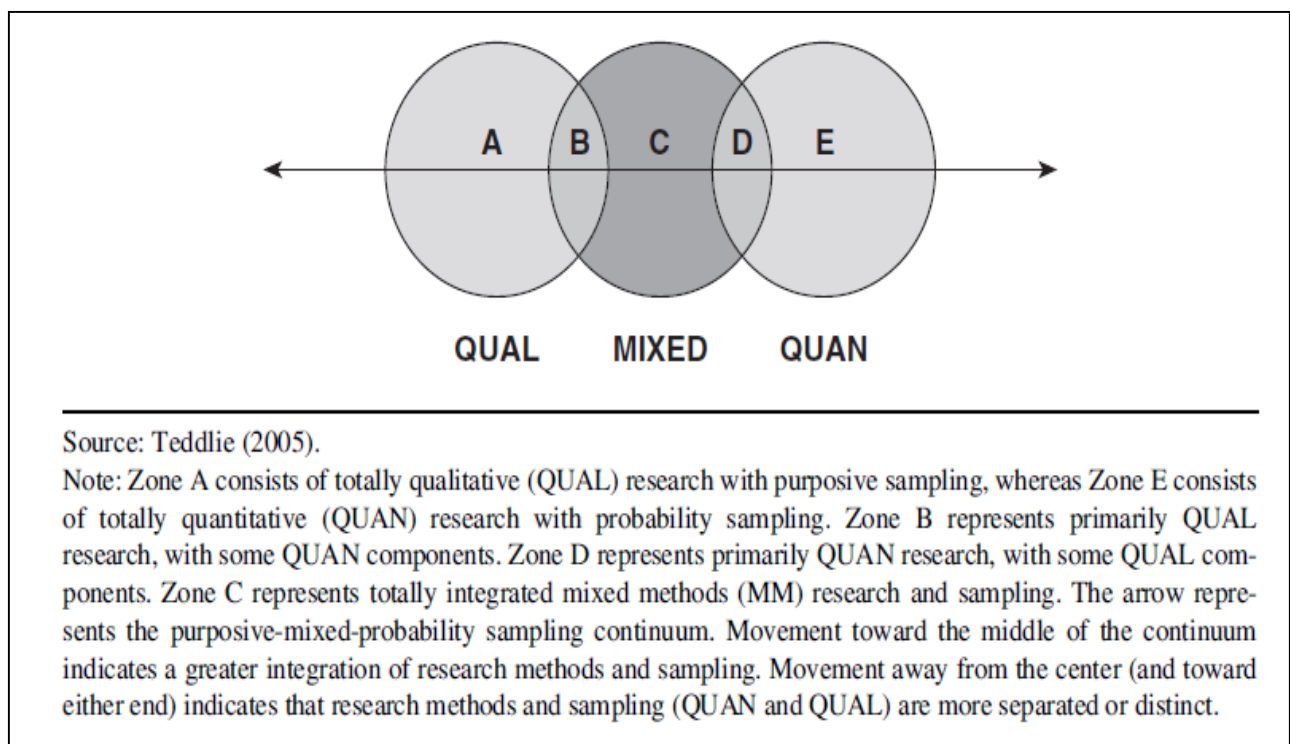 A B C D E
QUAL MIXED QUAN
Source: Teddlie (2005).
Note: Zone A consists of totally qualitative (QUAL) research with purposive sampling, whereas Zone E consists
of totally quantitative (QUAN) research with probability sampling. Zone B represents primarily QUAL
research, with some QUAN components. Zone D represents primarily QUAN research, with some QUAL com-
ponents. Zone C represents totally integrated mixed methods (MM) research and sampling. The arrow repre-
sents the purposive-mixed-probability sampling continuum. Movement toward the middle of the continuum
indicates a greater integration of research methods and sampling. Movement away from the center (and toward
either end) indicates that research methods and sampling (QUAN and QUAL) are more separated or distinct.